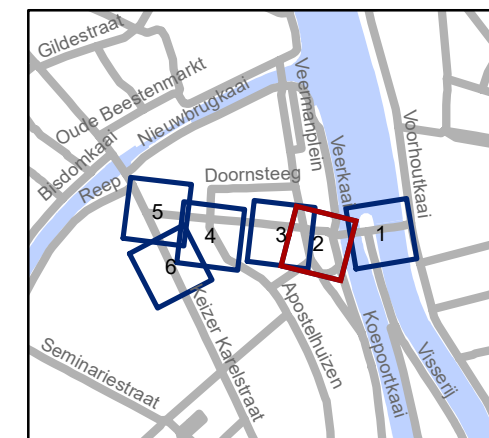 Gildestraat
Oude Beestenmarkt
Nieuwbrugkaai
Bisdomkaai
Reep
Doornsteeg
Veermanplein
Veerkaai
Voorhoutkaai
5
4
3
2
1
6
Keizer Karelstraat
Apostelhuizen
Koepoortkaai
Visserij
Seminariestraat